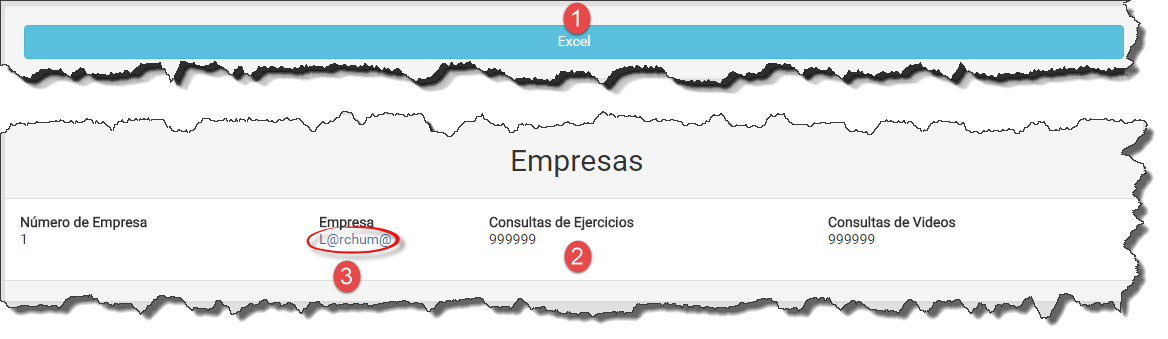 1
Excel
Empresas
Número de Empresa Empresa Consultas de Ejercicios Consultas de Videos
1 L@rchum@ 999999 999999
2
3